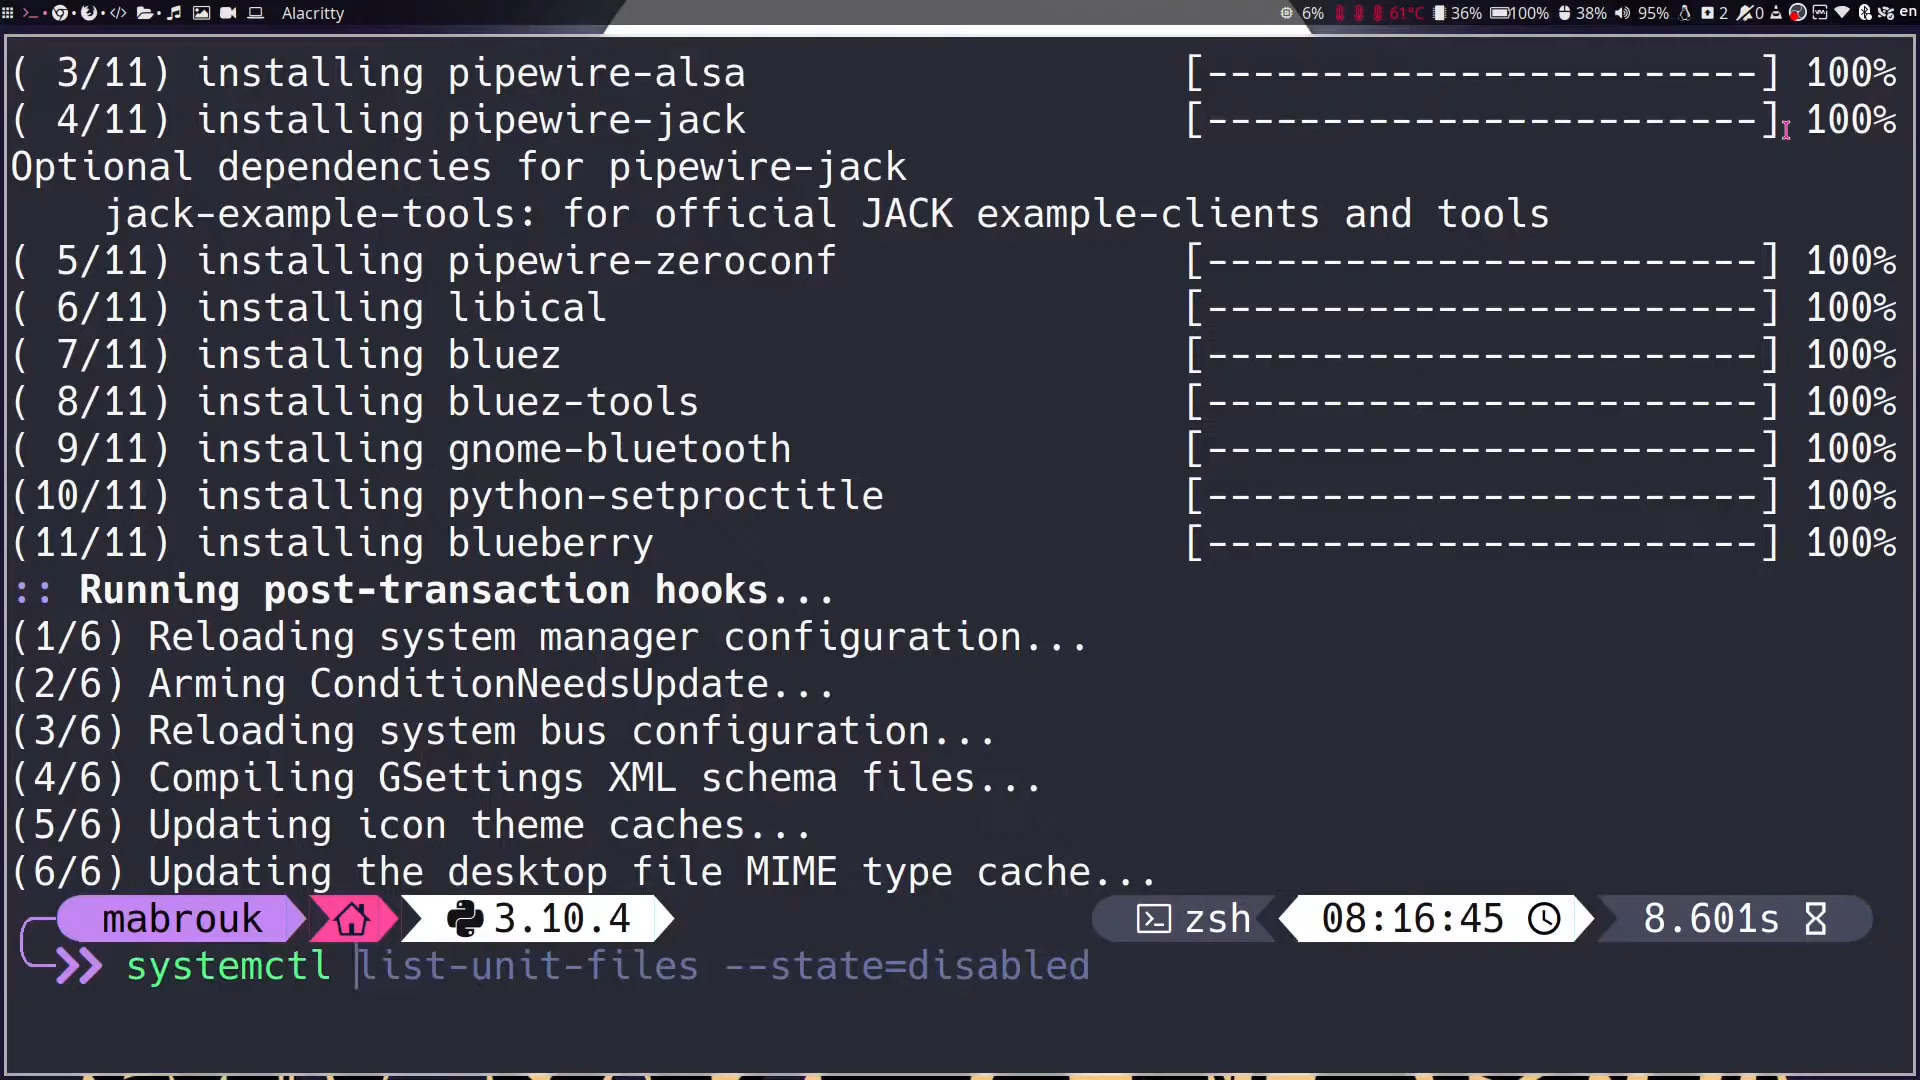 Alacritty 6% 61°C 36% 100% 38% 95% 2 0 en
( 3/11) installing pipewire-alsa [------------------------] 100%
( 4/11) installing pipewire-jack [------------------------] 100%
Optional dependencies for pipewire-jack
jack-example-tools: for official JACK example-clients and tools
( 5/11) installing pipewire-zeroconf [------------------------] 100%
( 6/11) installing libical [------------------------] 100%
( 7/11) installing bluez [------------------------] 100%
( 8/11) installing bluez-tools [------------------------] 100%
( 9/11) installing gnome-bluetooth [------------------------] 100%
(10/11) installing python-setproctitle [------------------------] 100%
(11/11) installing blueberry [------------------------] 100%
:: Running post-transaction hooks...
(1/6) Reloading system manager configuration...
(2/6) Arming ConditionNeedsUpdate...
(3/6) Reloading system bus configuration...
(4/6) Compiling GSettings XML schema files...
(5/6) Updating icon theme caches...
(6/6) Updating the desktop file MIME type cache...
mabrouk 3.10.4 zsh 08:16:45 8.601s
systemctl list-unit-files --state=disabled